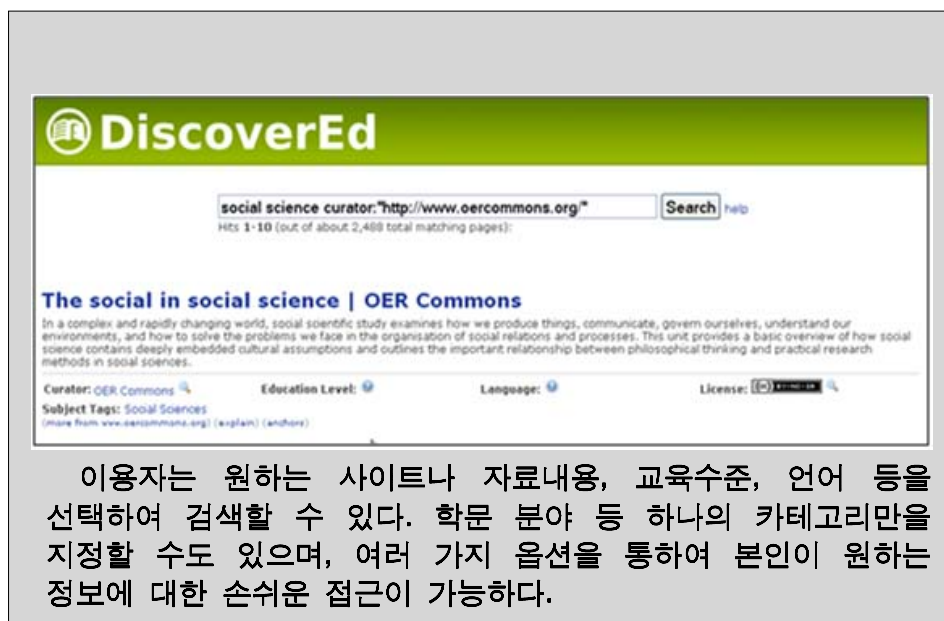 DiscoverEd
social science curator:"http://www.oercommons.org/" Search help
Hits 1-10 (out of about 2,488 total matching pages):
The social in social science | OER Commons
In a complex and rapidly changing world, social scientific study examines how we produce things, communicate, govern ourselves, understand our
environments, and how to solve the problems we face in the organisation of social relations and processes. This unit provides a basic overview of how social
science contains deeply embedded cultural assumptions and outlines the important relationship between philosophical thinking and practical research
methods in social sciences.
Curator: OER Commons Education Level: Language: License:
Subject Tags: Social Sciences
(more from www.oercommons.org) (explain) (anchors)
이용자는 원하는 사이트나 자료내용, 교육수준, 언어 등을
선택하여 검색할 수 있다. 학문 분야 등 하나의 카테고리만을
지정할 수도 있으며, 여러 가지 옵션을 통하여 본인이 원하는
정보에 대한 손쉬운 접근이 가능하다.